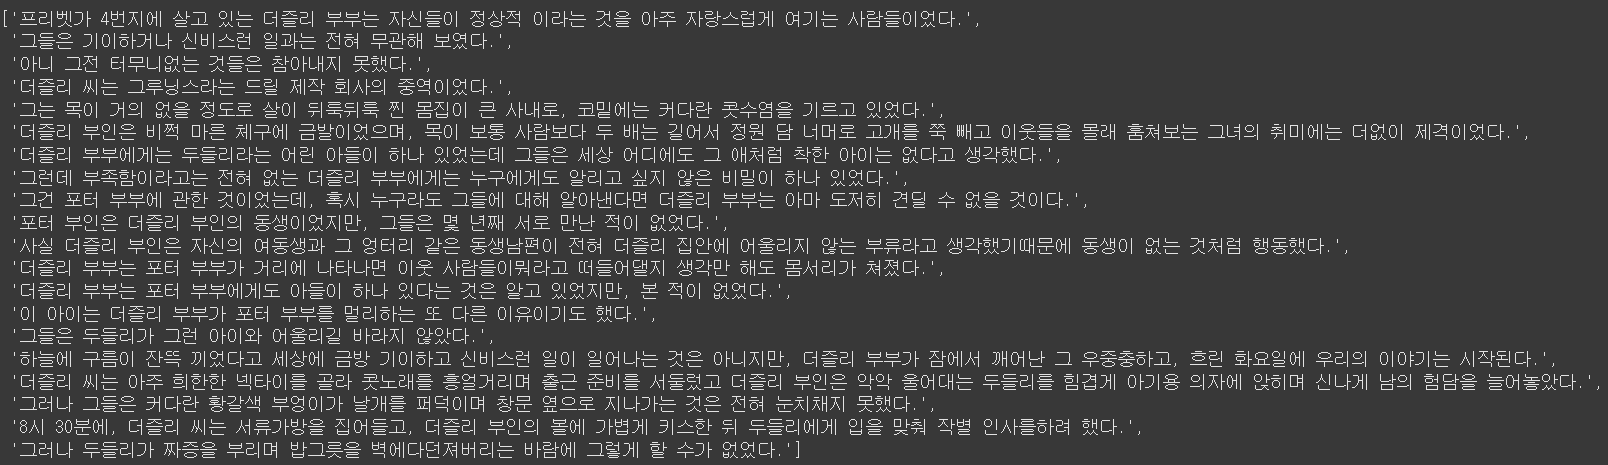 ['프리벳가 4번지에 살고 있는 더즐리 부부는 자신들이 정상적 이라는 것을 아주 자랑스럽게 여기는 사람들이었다.',
'그들은 기이하거나 신비스런 일과는 전혀 무관해 보였다.',
'아니 그전 터무니없는 것들은 참아내지 못했다.',
'더즐리 씨는 그루닝스라는 드릴 제작 회사의 중역이었다.',
'그는 목이 거의 없을 정도로 살이 뒤룩뒤룩 찐 몸집이 큰 사내로, 코밑에는 커다란 콧수염을 기르고 있었다.',
'더즐리 부인은 비쩍 마른 체구에 금발이었으며, 목이 보통 사람보다 두 배는 길어서 정원 담 너머로 고개를 쭉 빼고 이웃들을 몰래 훔쳐보는 그녀의 취미에는 더없이 제격이었다.',
'더즐리 부부에게는 두들리라는 어린 아들이 하나 있었는데 그들은 세상 어디에도 그 애처럼 착한 아이는 없다고 생각했다.',
'그런데 부족함이라고는 전혀 없는 더즐리 부부에게는 누구에게도 알리고 싶지 않은 비밀이 하나 있었다.',
'그건 포터 부부에 관한 것이었는데, 혹시 누구라도 그들에 대해 알아낸다면 더즐리 부부는 아마 도저히 견딜 수 없을 것이다.',
'포터 부인은 더즐리 부인의 동생이었지만, 그들은 몇 년째 서로 만난 적이 없었다.',
'사실 더즐리 부인은 자신의 여동생과 그 엉터리 같은 동생남편이 전혀 더즐리 집안에 어울리지 않는 부류라고 생각했기때문에 동생이 없는 것처럼 행동했다.',
'더즐리 부부는 포터 부부가 거리에 나타나면 이웃 사람들이뭐라고 떠들어댈지 생각만 해도 몸서리가 쳐졌다.',
'더즐리 부부는 포터 부부에게도 아들이 하나 있다는 것은 알고 있었지만, 본 적이 없었다.',
'이 아이는 더즐리 부부가 포터 부부를 멀리하는 또 다른 이유이기도 했다.',
'그들은 두들리가 그런 아이와 어울리길 바라지 않았다.',
'하늘에 구름이 잔뜩 끼었다고 세상에 금방 기이하고 신비스런 일이 일어나는 것은 아니지만, 더즐리 부부가 잠에서 깨어난 그 우중충하고, 흐린 화요일에 우리의 이야기는 시작된다.',
'더즐리 씨는 아주 희한한 넥타이를 골라 콧노래를 흥얼거리며 출근 준비를 서둘렀고 더즐리 부인은 악악 울어대는 두들리를 힘겹게 아기용 의자에 앉히며 신나게 남의 험담을 늘어놓았다.',
'그러나 그들은 커다란 황갈색 부엉이가 날개를 퍼덕이며 창문 옆으로 지나가는 것은 전혀 눈치채지 못했다.',
'8시 30분에, 더즐리 씨는 서류가방을 집어들고, 더즐리 부인의 볼에 가볍게 키스한 뒤 두들리에게 입을 맞춰 작별 인사를하려 했다.',
'그러나 두들리가 짜증을 부리며 밥그릇을 벽에다던져버리는 바람에 그렇게 할 수가 없었다.']